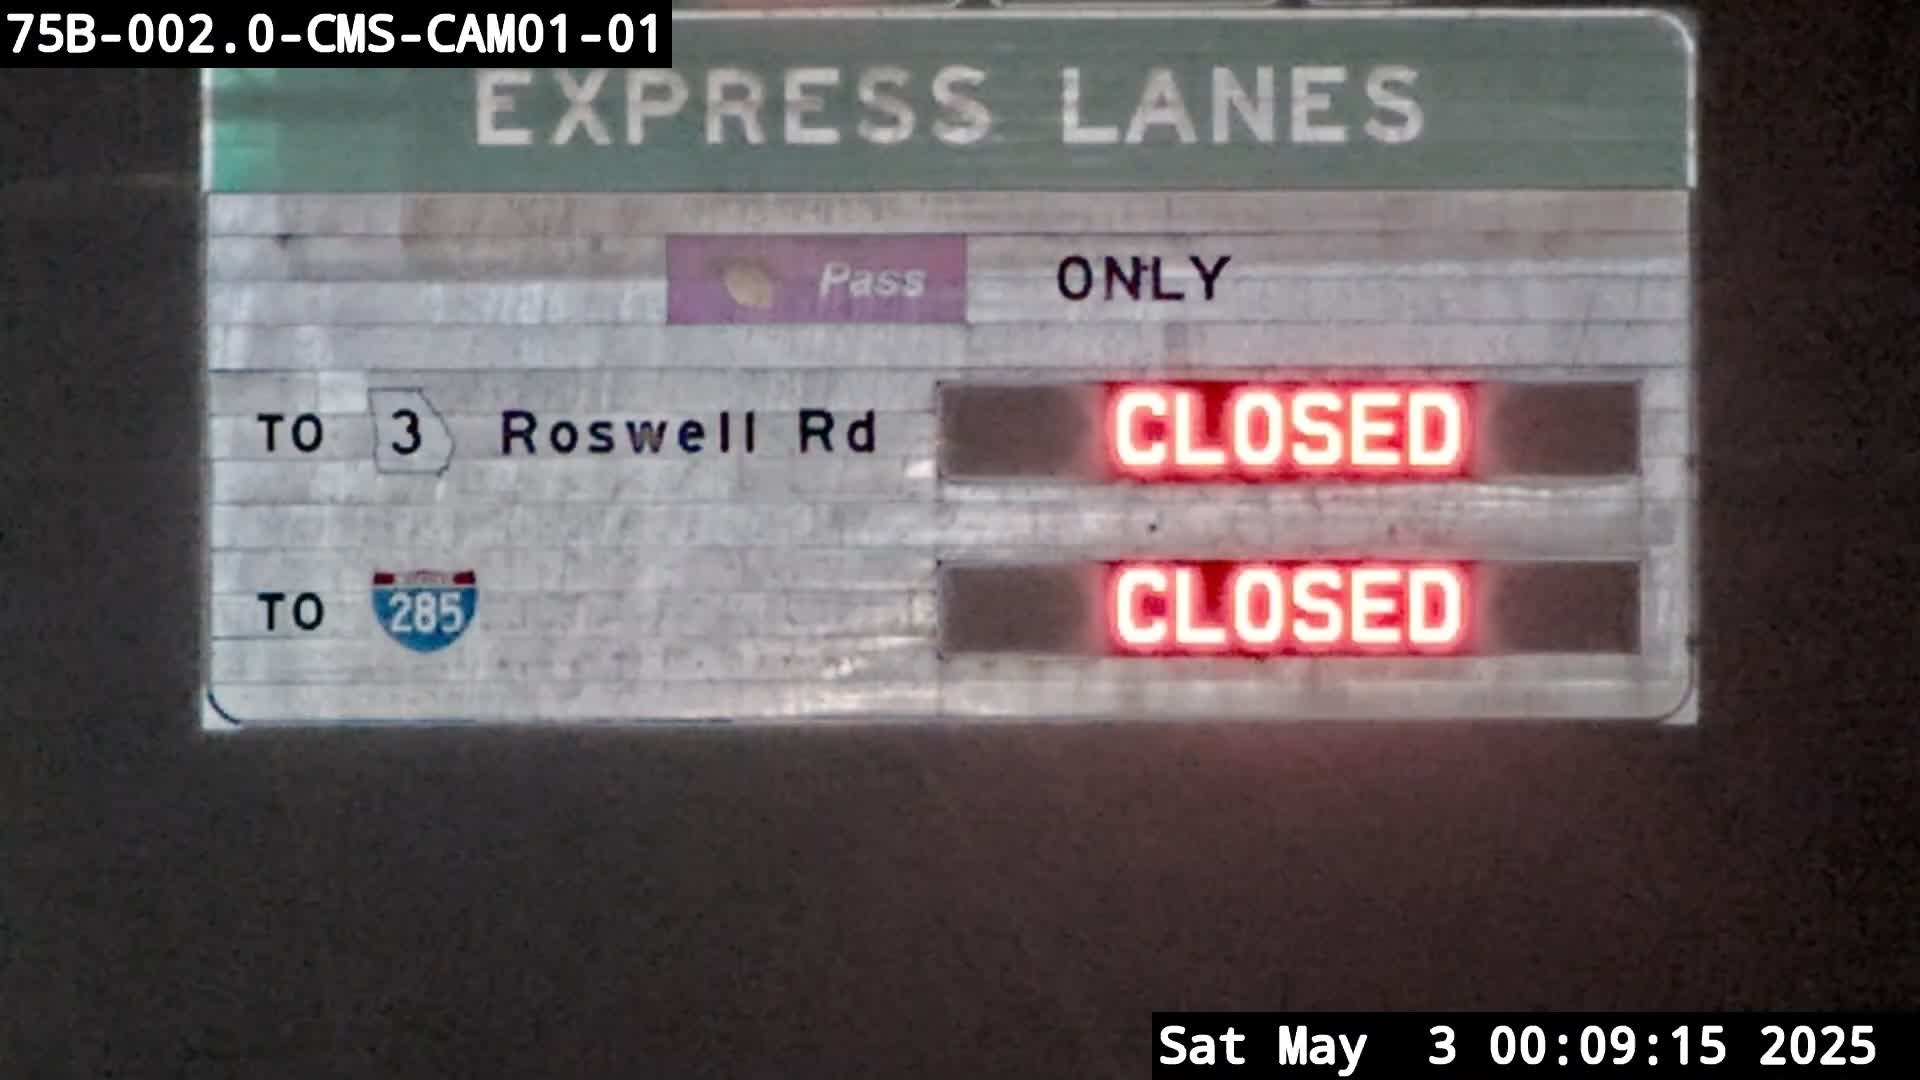 75B-002.0-CMS-CAM01-01
EXPRESS LANES
Pass ONLY
TO 3 Roswell Rd CLOSED
TO 285 CLOSED
Sat May 3 00:09:15 2025